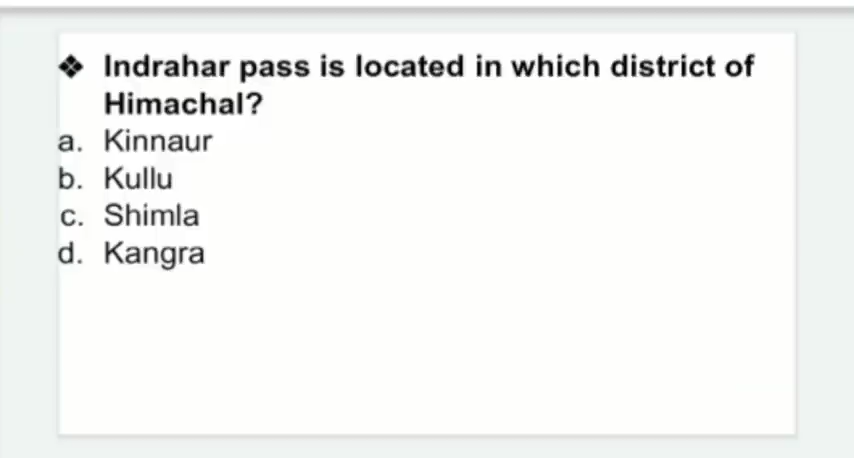 ❖ Indrahar pass is located in which district of
Himachal?
a. Kinnaur
b. Kullu
c. Shimla
d. Kangra